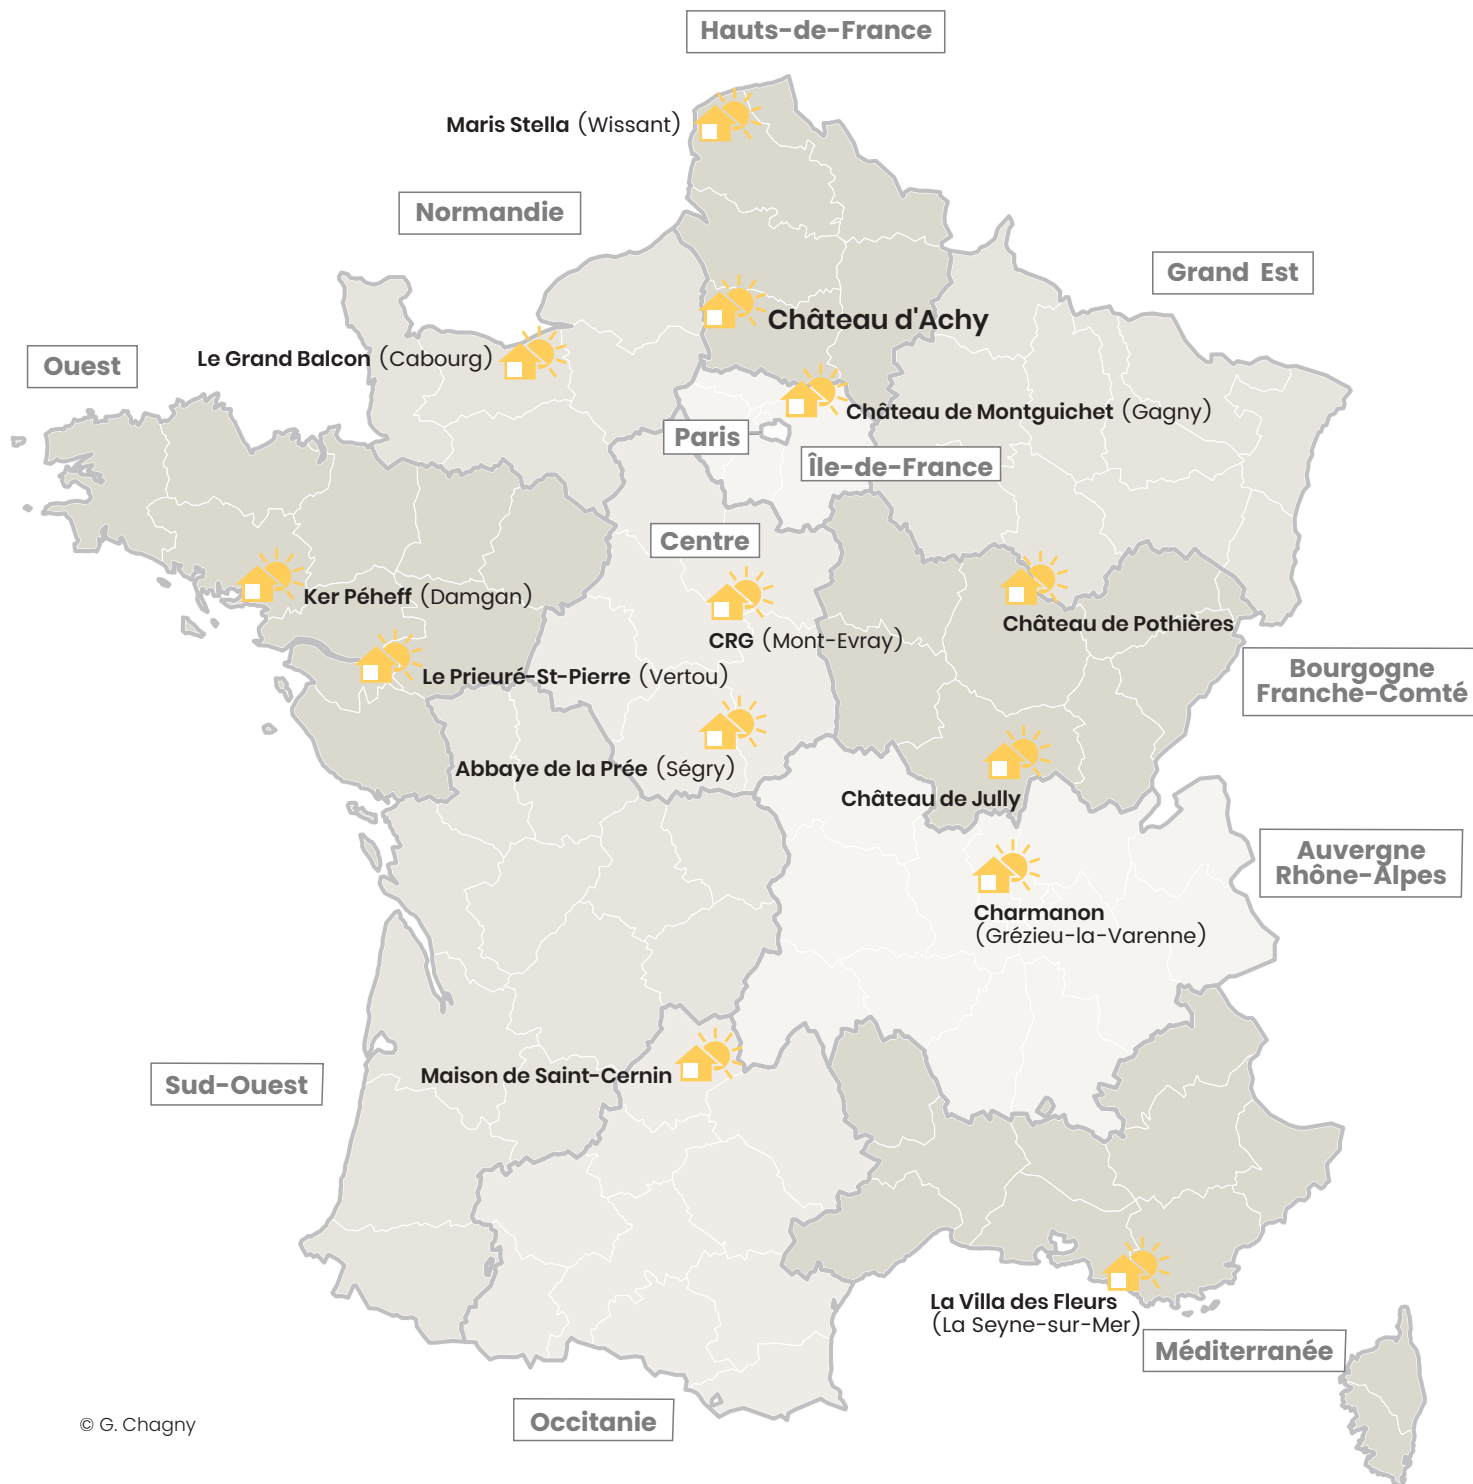 Hauts-de-France
Maris Stella (Wissant)
Normandie
Grand Est
Château d'Achy
Ouest
Le Grand Balcon (Cabourg)
Château de Montguichet (Gagny)
Paris
Île-de-France
Centre
Ker Péheff (Damgan)
CRG (Mont-Evray)
Château de Pothières
Le Prieuré-St-Pierre (Vertou)
Bourgogne
Franche-Comté
Abbaye de la Prée (Ségry)
Château de Jully
Auvergne
Rhône-Alpes
Charmanon
(Grézieu-la-Varenne)
Sud-Ouest
Maison de Saint-Cernin
La Villa des Fleurs
(La Seyne-sur-Mer)
Méditerranée
Occitanie
© G. Chagny